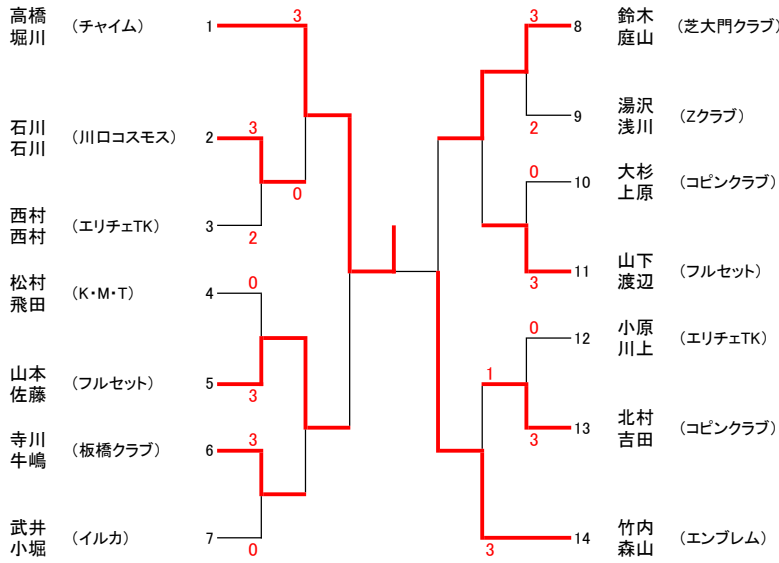 高橋
堀川
(チャイム)
1
3
石川
石川
(川口コスモス)
2
3
0
西村
西村
(エリチェTK)
3
2
松村
飛田
(K・M・T)
4
0
山本
佐藤
(フルセット)
5
3
寺川
牛嶋
(板橋クラブ)
6
3
武井
小堀
(イルカ)
7
0
3
8
鈴木
庭山
(芝大門クラブ)
2
9
湯沢
浅川
(Zクラブ)
0
10
大杉
上原
(コピンクラブ)
3
11
山下
渡辺
(フルセット)
0
12
小原
川上
(エリチェTK)
1
3
13
北村
吉田
(コピンクラブ)
3
14
竹内
森山
(エンブレム)